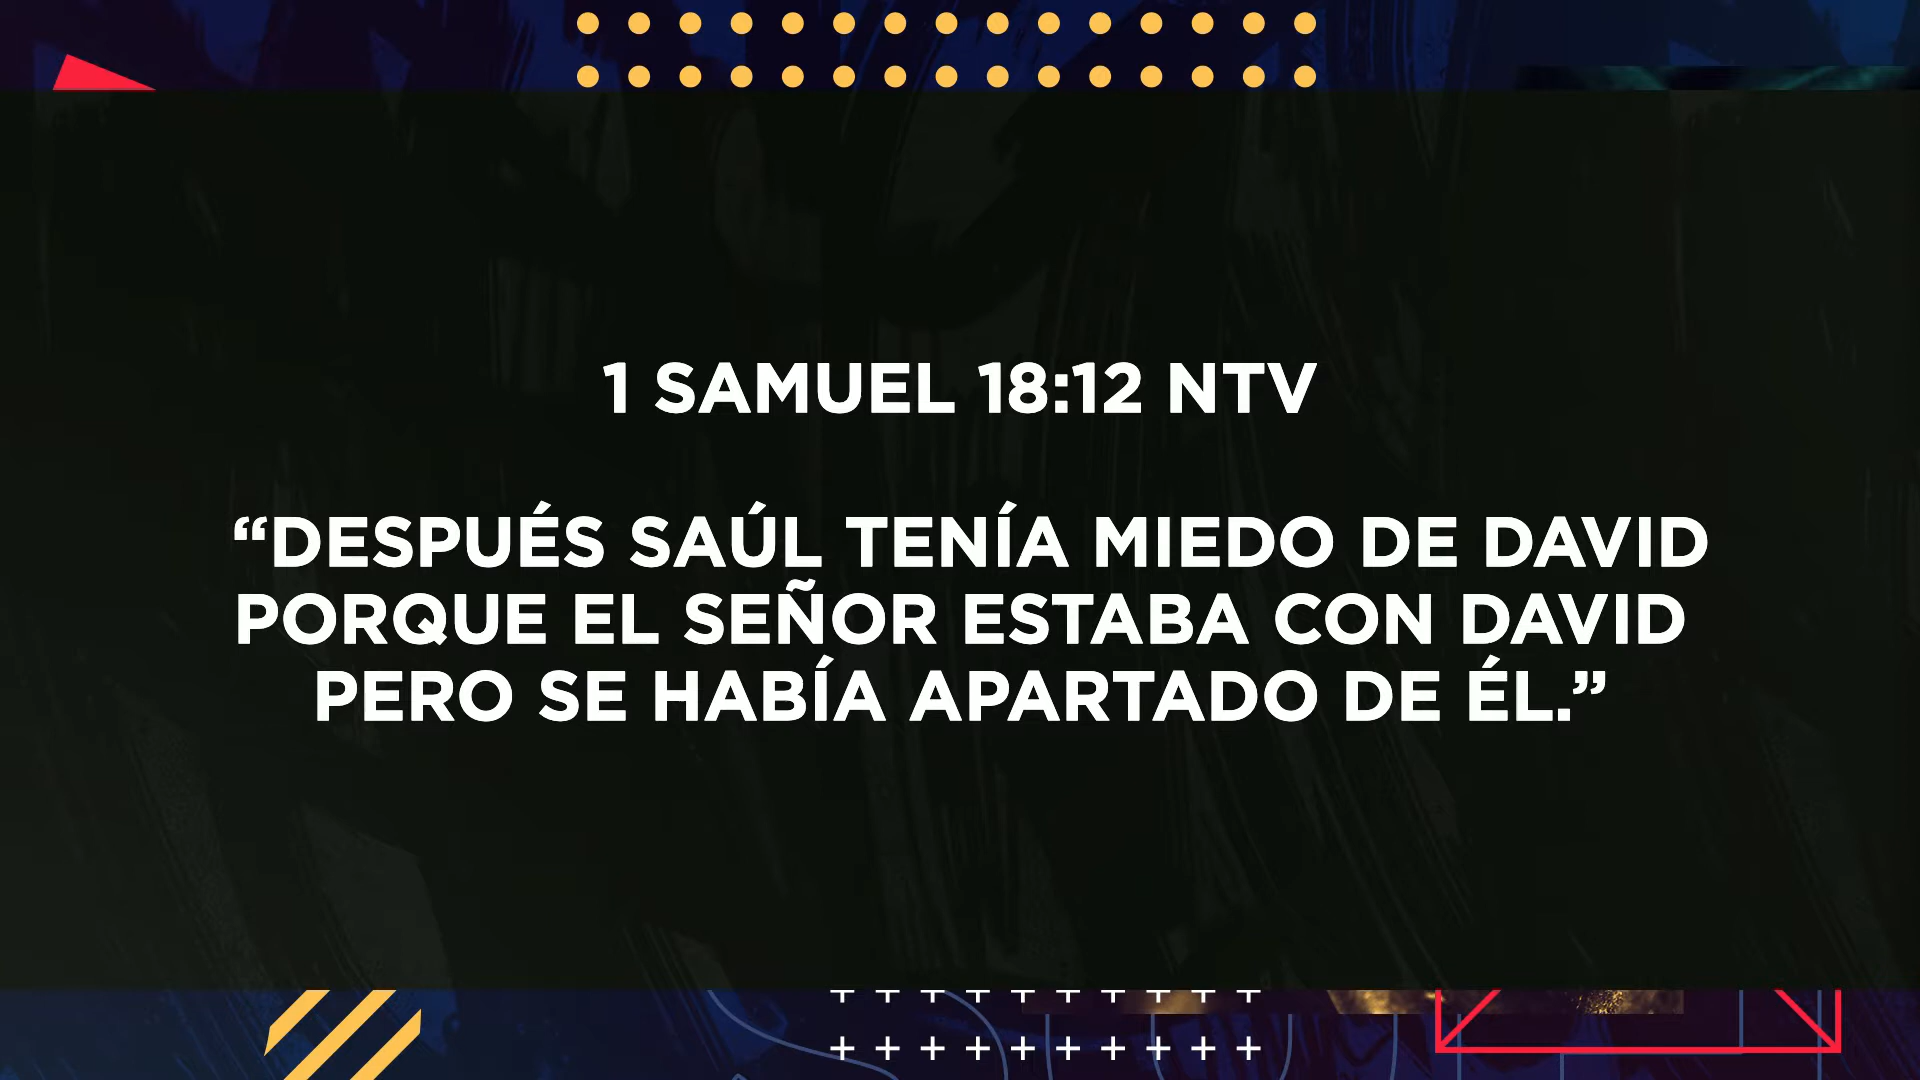 1 SAMUEL 18:12 NTV
“DESPUÉS SAÚL TENÍA MIEDO DE DAVID
PORQUE EL SEÑOR ESTABA CON DAVID
PERO SE HABÍA APARTADO DE ÉL.”